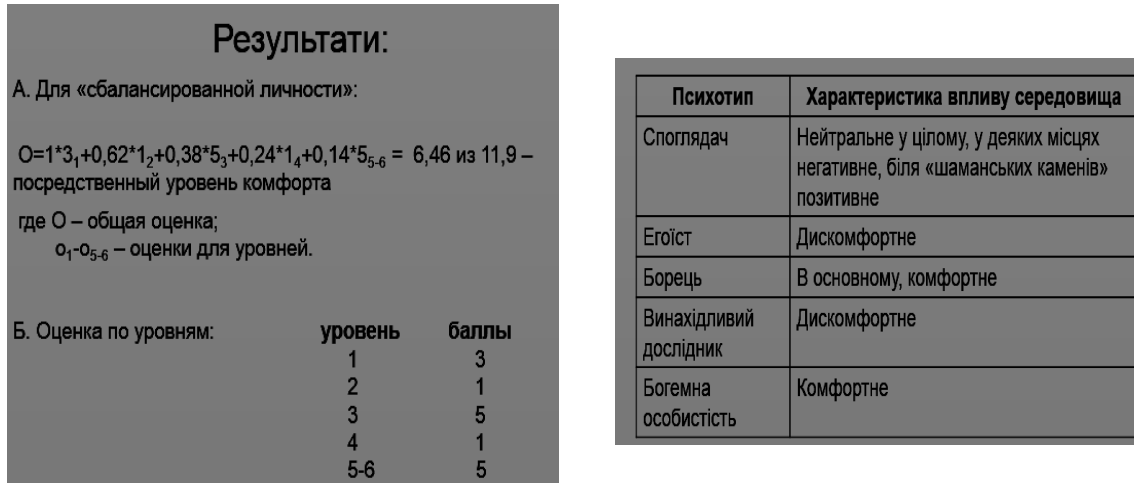 Результати:
А. Для «сбалансированной личности»:
О=1*3₁+0,62*1₂+0,38*5₃+0,24*1₄+0,14*5₅₋₆ = 6,46 из 11,9 –
посредственный уровень комфорта
где О – общая оценка;
о₁-о₅₋₆ – оценки для уровней.
Б. Оценка по уровням: уровень баллы
1 3
2 1
3 5
4 1
5-6 5
Психотип Характеристика впливу середовища
Споглядач Нейтральне у цілому, у деяких місцях
негативне, біля «шаманських каменів»
позитивне
Егоїст Дискомфортне
Борець В основному, комфортне
Винахідливий Дискомфортне
дослідник
Богемна Комфортне
особистість